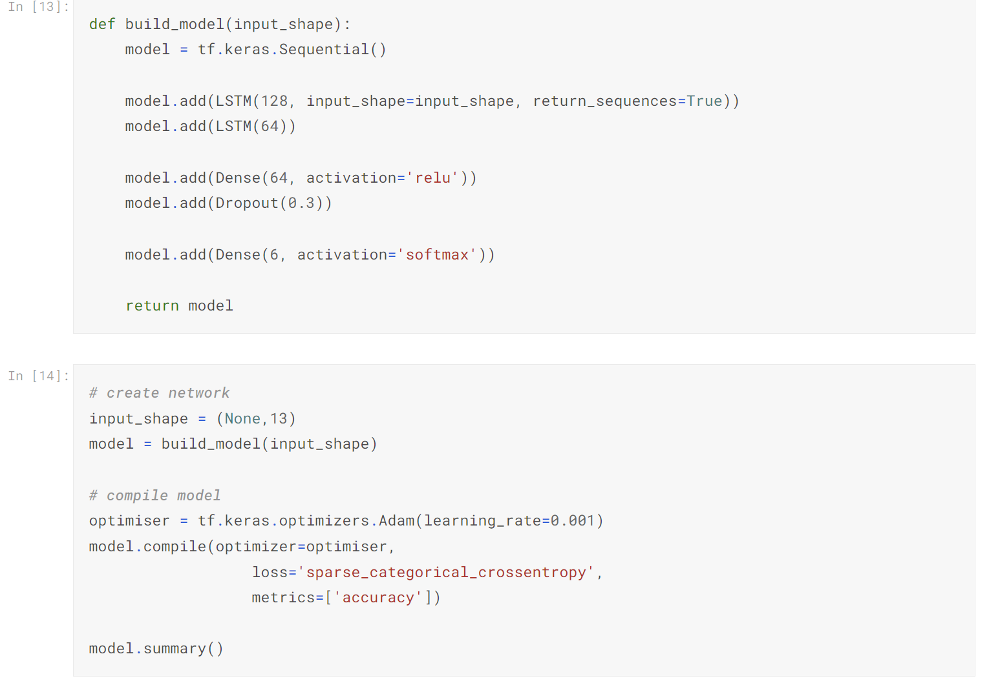 In [13]:
def build_model(input_shape):
    model = tf.keras.Sequential()

    model.add(LSTM(128, input_shape=input_shape, return_sequences=True))
    model.add(LSTM(64))

    model.add(Dense(64, activation='relu'))
    model.add(Dropout(0.3))

    model.add(Dense(6, activation='softmax'))

    return model

In [14]:
# create network
input_shape = (None,13)
model = build_model(input_shape)

# compile model
optimiser = tf.keras.optimizers.Adam(learning_rate=0.001)
model.compile(optimizer=optimiser,
                  loss='sparse_categorical_crossentropy',
                  metrics=['accuracy'])

model.summary()